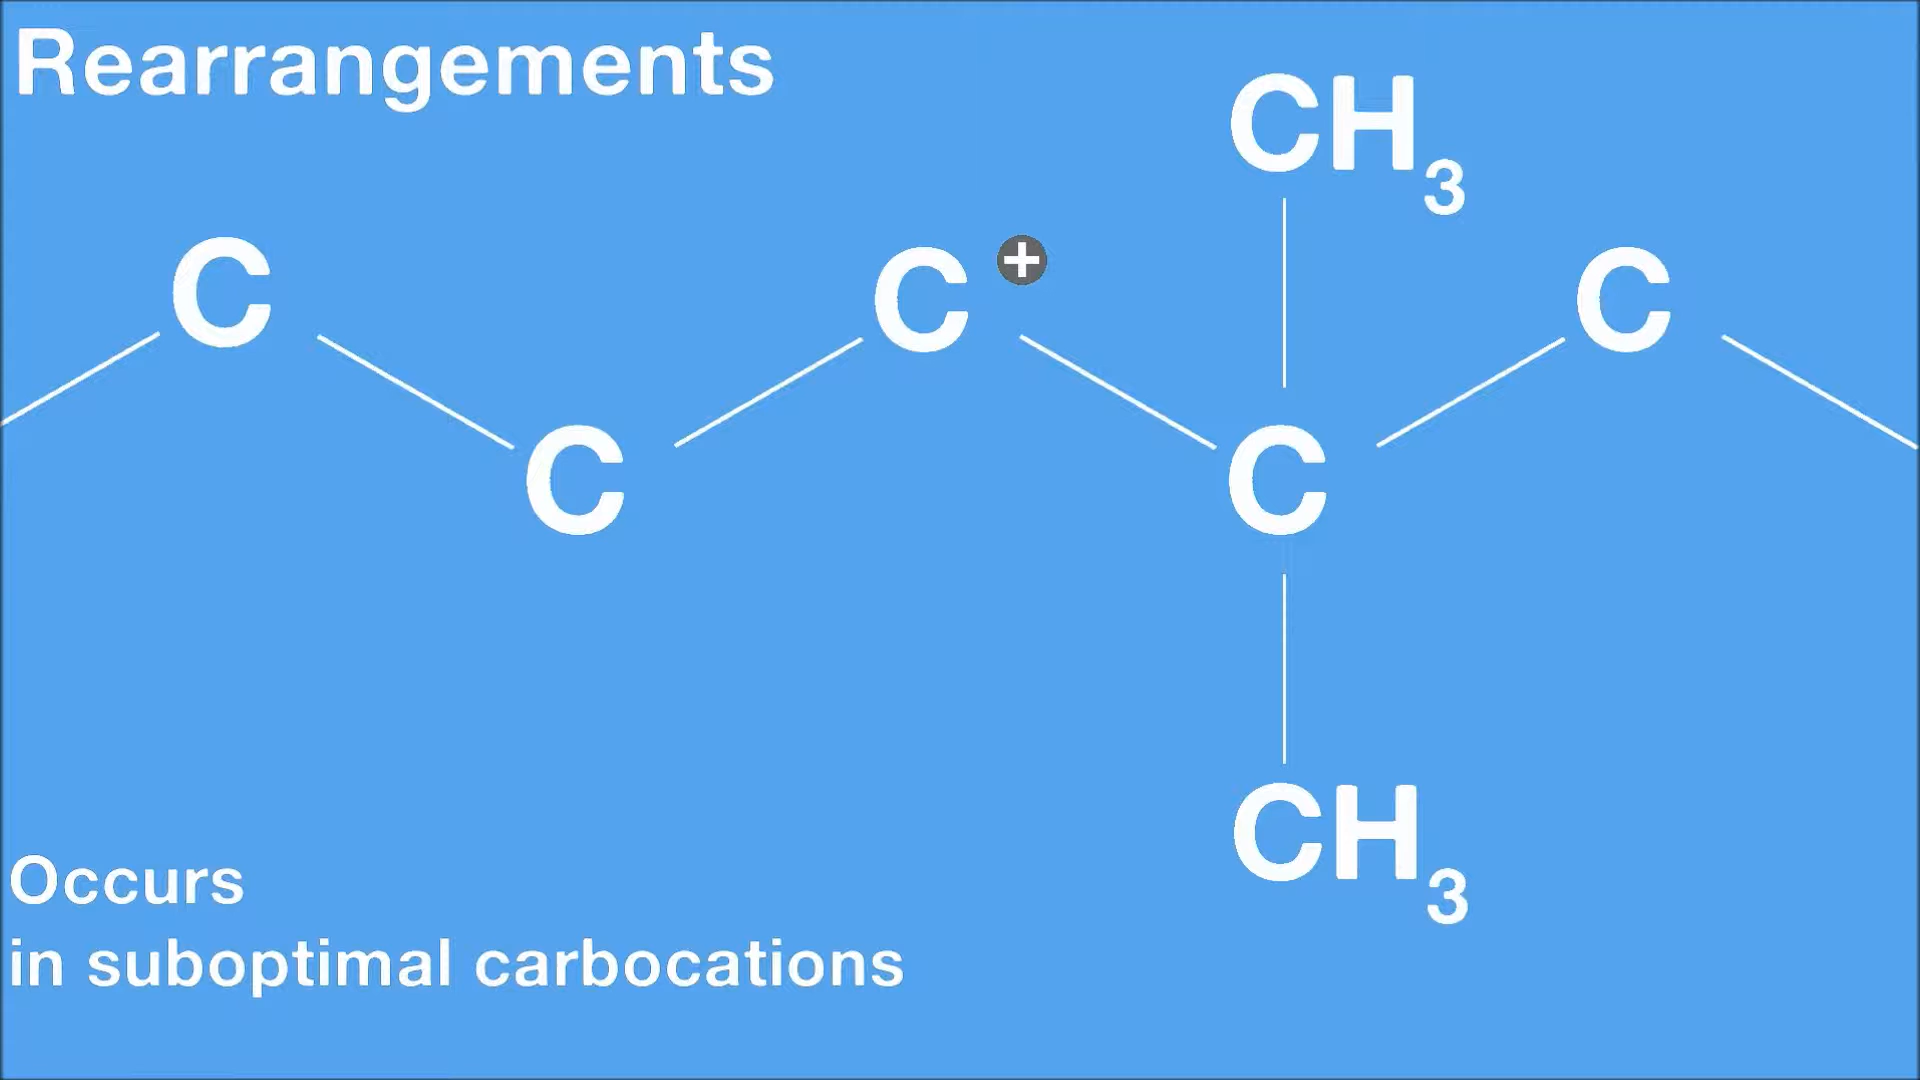 Rearrangements
CH3
C
C
+
C
C
C
CH3
Occurs
in suboptimal carbocations